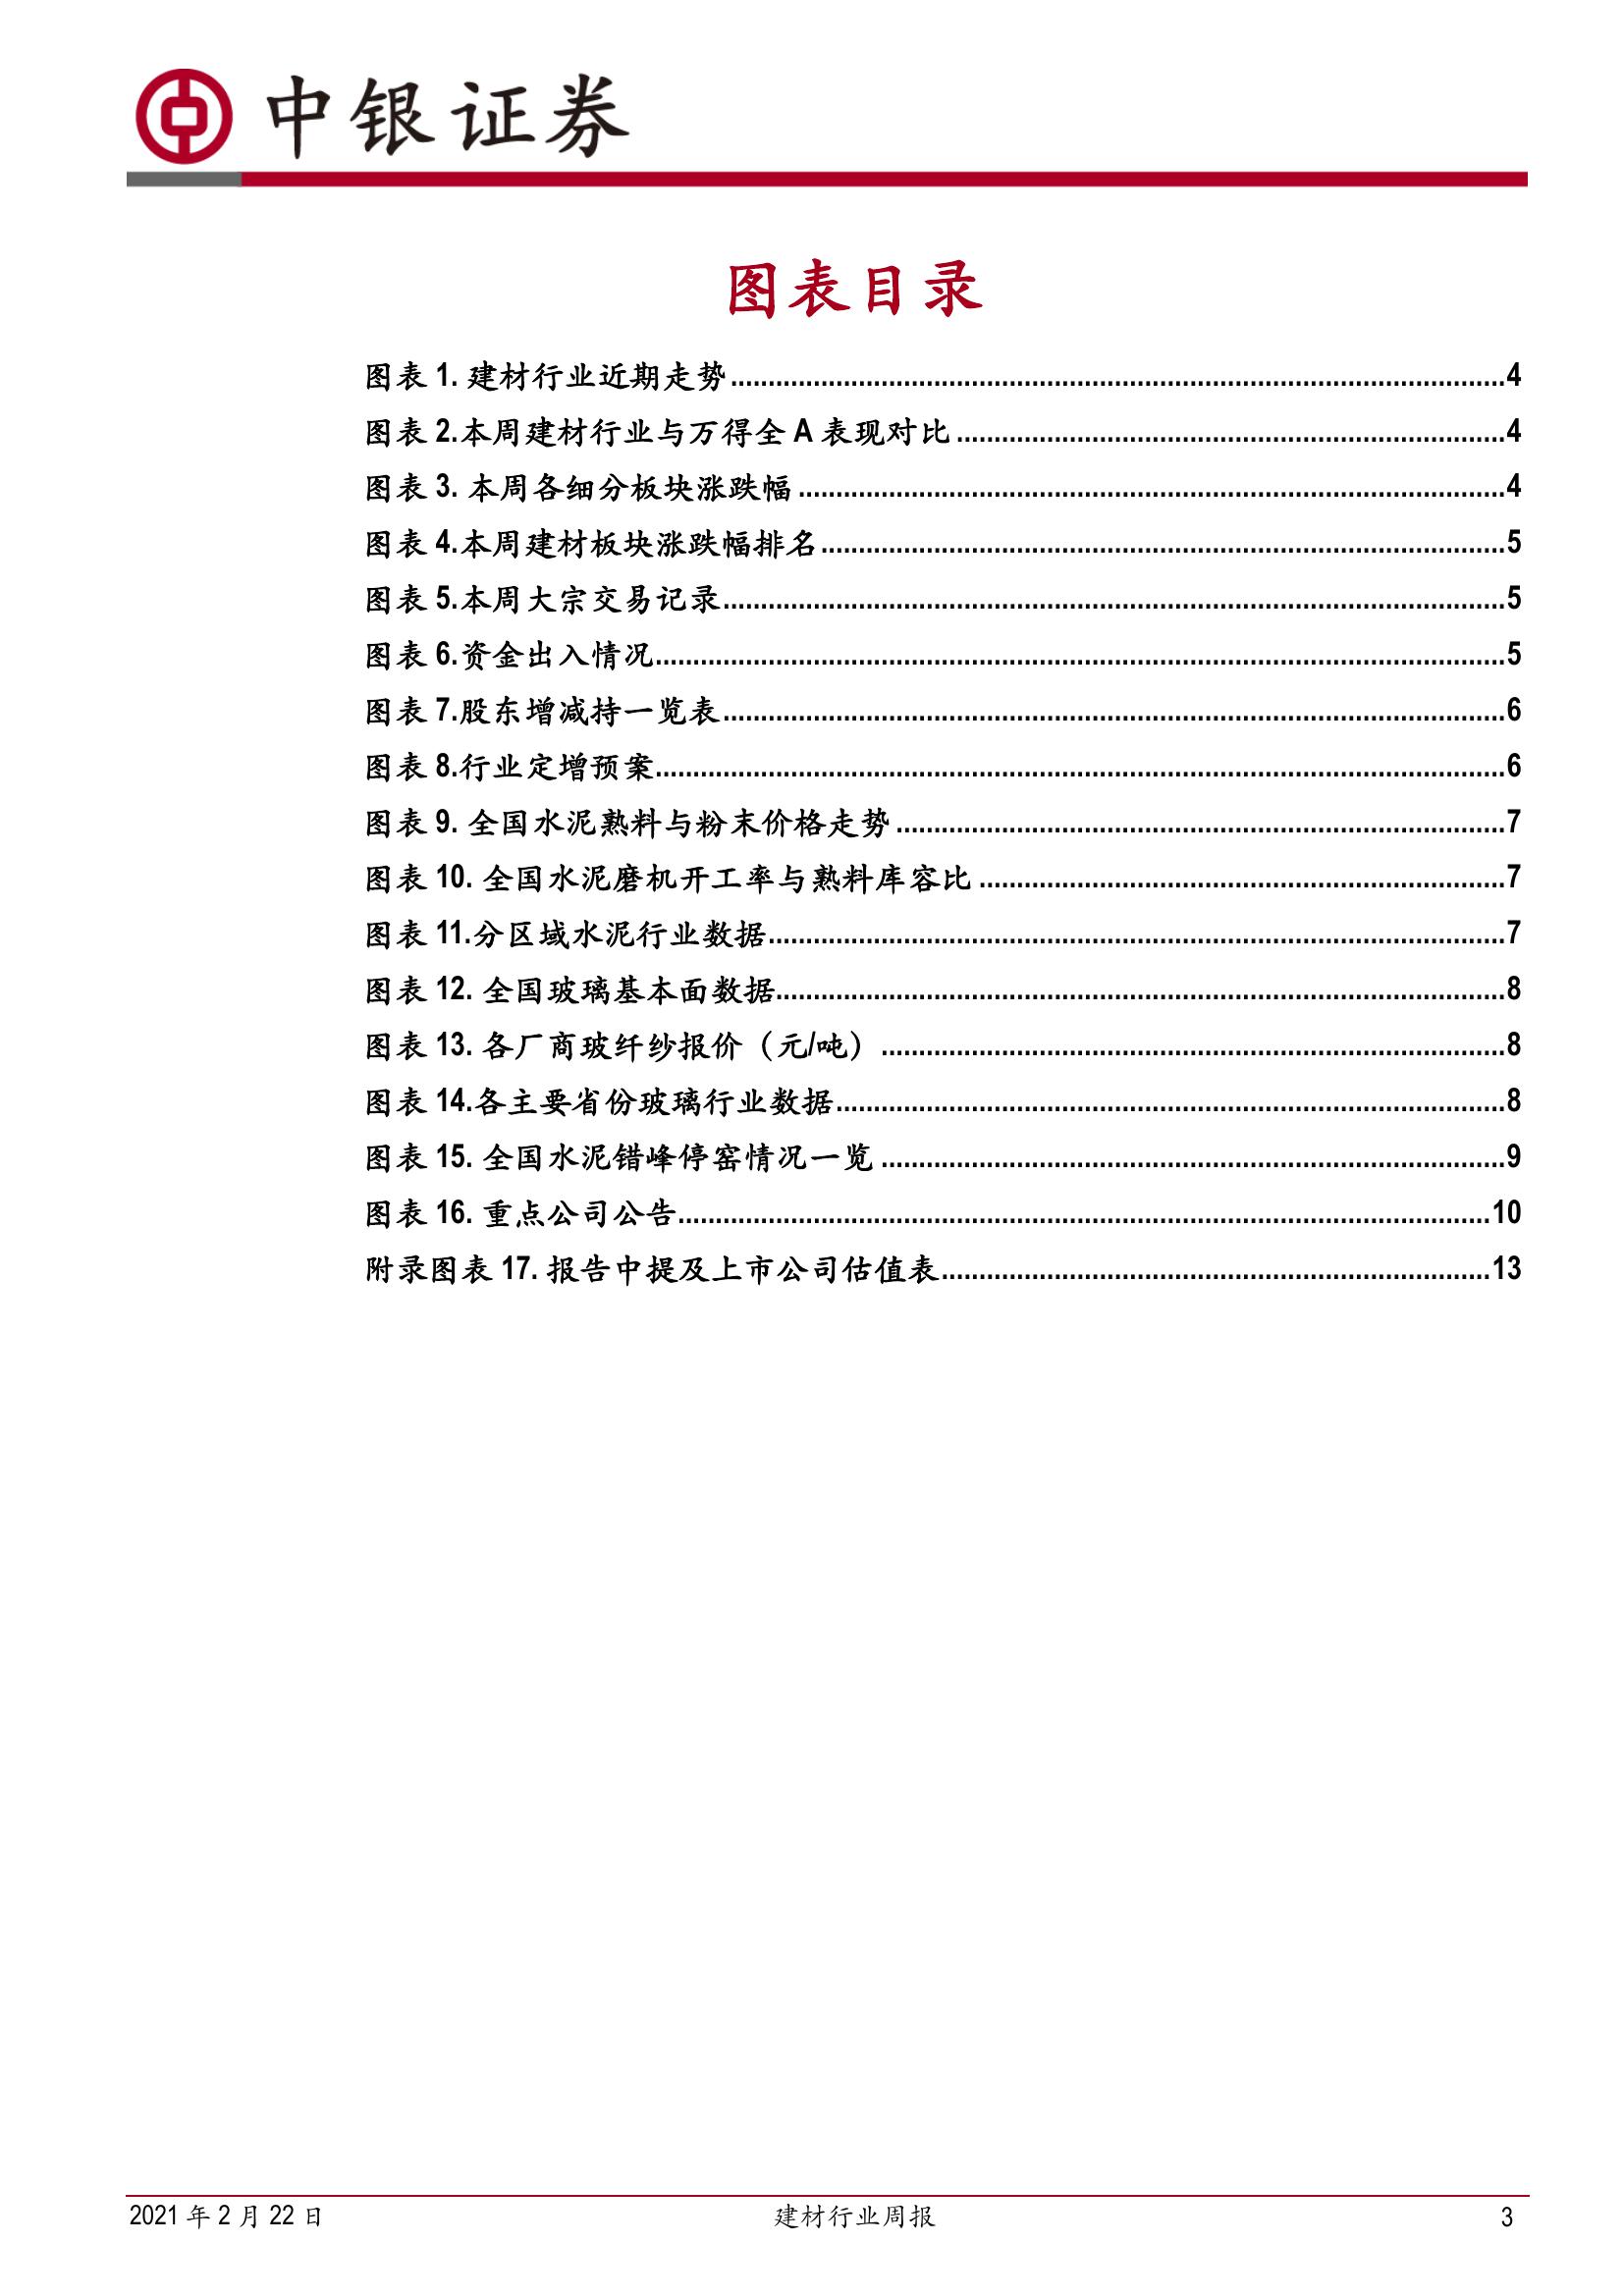 中银证券
图表目录
图表 1. 建材行业近期走势........................................4
图表 2.本周建材行业与万得全 A 表现对比........................................4
图表 3. 本周各细分板块涨跌幅........................................4
图表 4.本周建材板块涨跌幅排名........................................5
图表 5.本周大宗交易记录........................................5
图表 6.资金出入情况........................................5
图表 7.股东增减持一览表........................................6
图表 8.行业定增预案........................................6
图表 9. 全国水泥熟料与粉末价格走势........................................7
图表 10. 全国水泥磨机开工率与熟料库容比........................................7
图表 11.分区域水泥行业数据........................................7
图表 12. 全国玻璃基本面数据........................................8
图表 13. 各厂商玻纤纱报价（元/吨）........................................8
图表 14.各主要省份玻璃行业数据........................................8
图表 15. 全国水泥错峰停窑情况一览........................................9
图表 16. 重点公司公告........................................10
附录图表 17. 报告中提及上市公司估值表........................................13
2021 年 2 月 22 日 建材行业周报 3